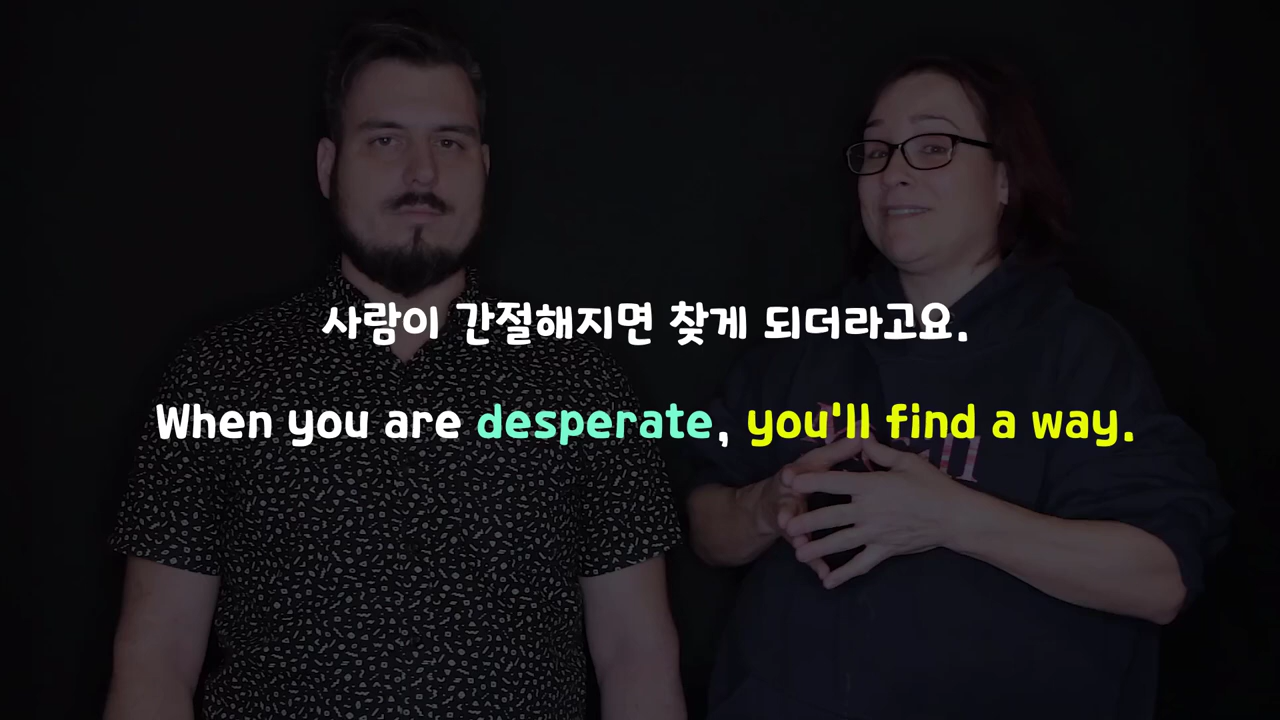 사람이 간절해지면 찾게 되더라고요.
When you are desperate, you'll find a way.